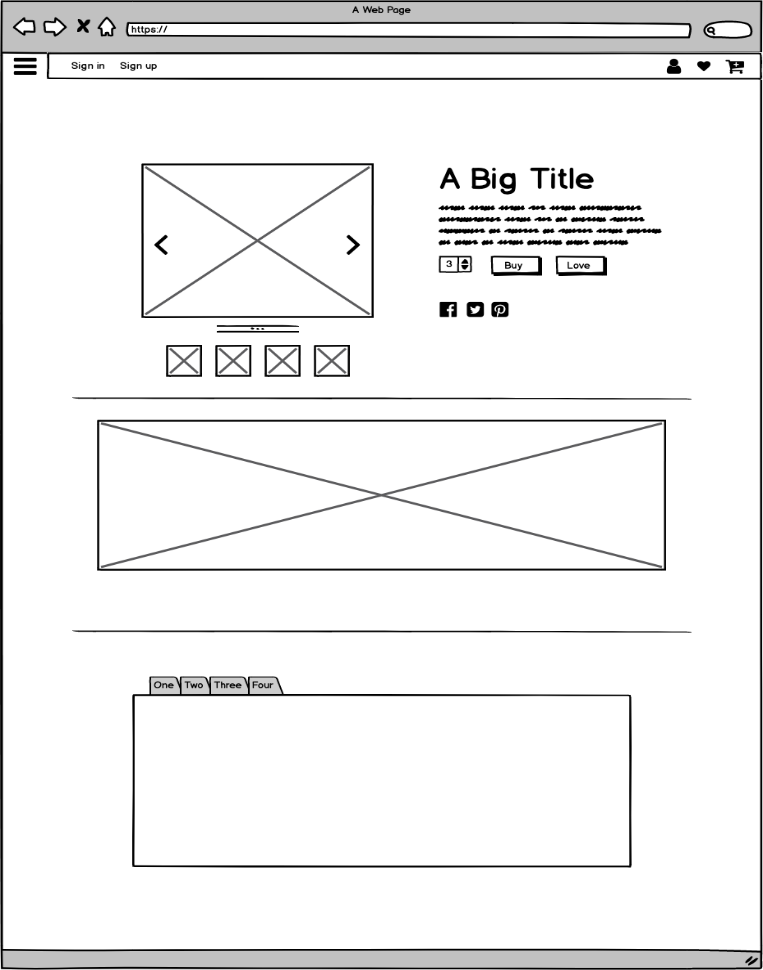 A Web Page
https://
Sign in Sign up
A Big Title
3 Buy Love
One Two Three Four